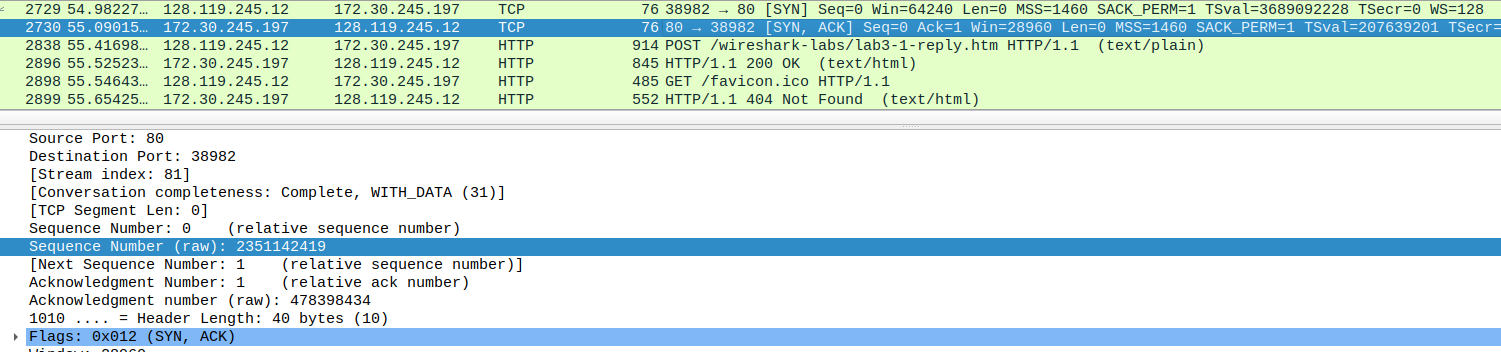 2729 54.98227… 128.119.245.12 172.30.245.197 TCP 76 38982 → 80 [SYN] Seq=0 Win=64240 Len=0 MSS=1460 SACK_PERM=1 TSval=3689092228 TSecr=0 WS=128
2730 55.09015… 172.30.245.197 128.119.245.12 TCP 76 80 → 38982 [SYN, ACK] Seq=0 Ack=1 Win=28960 Len=0 MSS=1460 SACK_PERM=1 TSval=207639201 TSecr=
2838 55.41698… 128.119.245.12 172.30.245.197 HTTP 914 POST /wireshark-labs/lab3-1-reply.htm HTTP/1.1 (text/plain)
2896 55.52523… 172.30.245.197 128.119.245.12 HTTP 845 HTTP/1.1 200 OK (text/html)
2898 55.54643… 128.119.245.12 172.30.245.197 HTTP 485 GET /favicon.ico HTTP/1.1
2899 55.65425… 172.30.245.197 128.119.245.12 HTTP 552 HTTP/1.1 404 Not Found (text/html)
Source Port: 80
Destination Port: 38982
[Stream index: 81]
[Conversation completeness: Complete, WITH_DATA (31)]
[TCP Segment Len: 0]
Sequence Number: 0 (relative sequence number)
Sequence Number (raw): 2351142419
[Next Sequence Number: 1 (relative sequence number)]
Acknowledgment Number: 1 (relative ack number)
Acknowledgment number (raw): 478398434
1010 .... = Header Length: 40 bytes (10)
Flags: 0x012 (SYN, ACK)